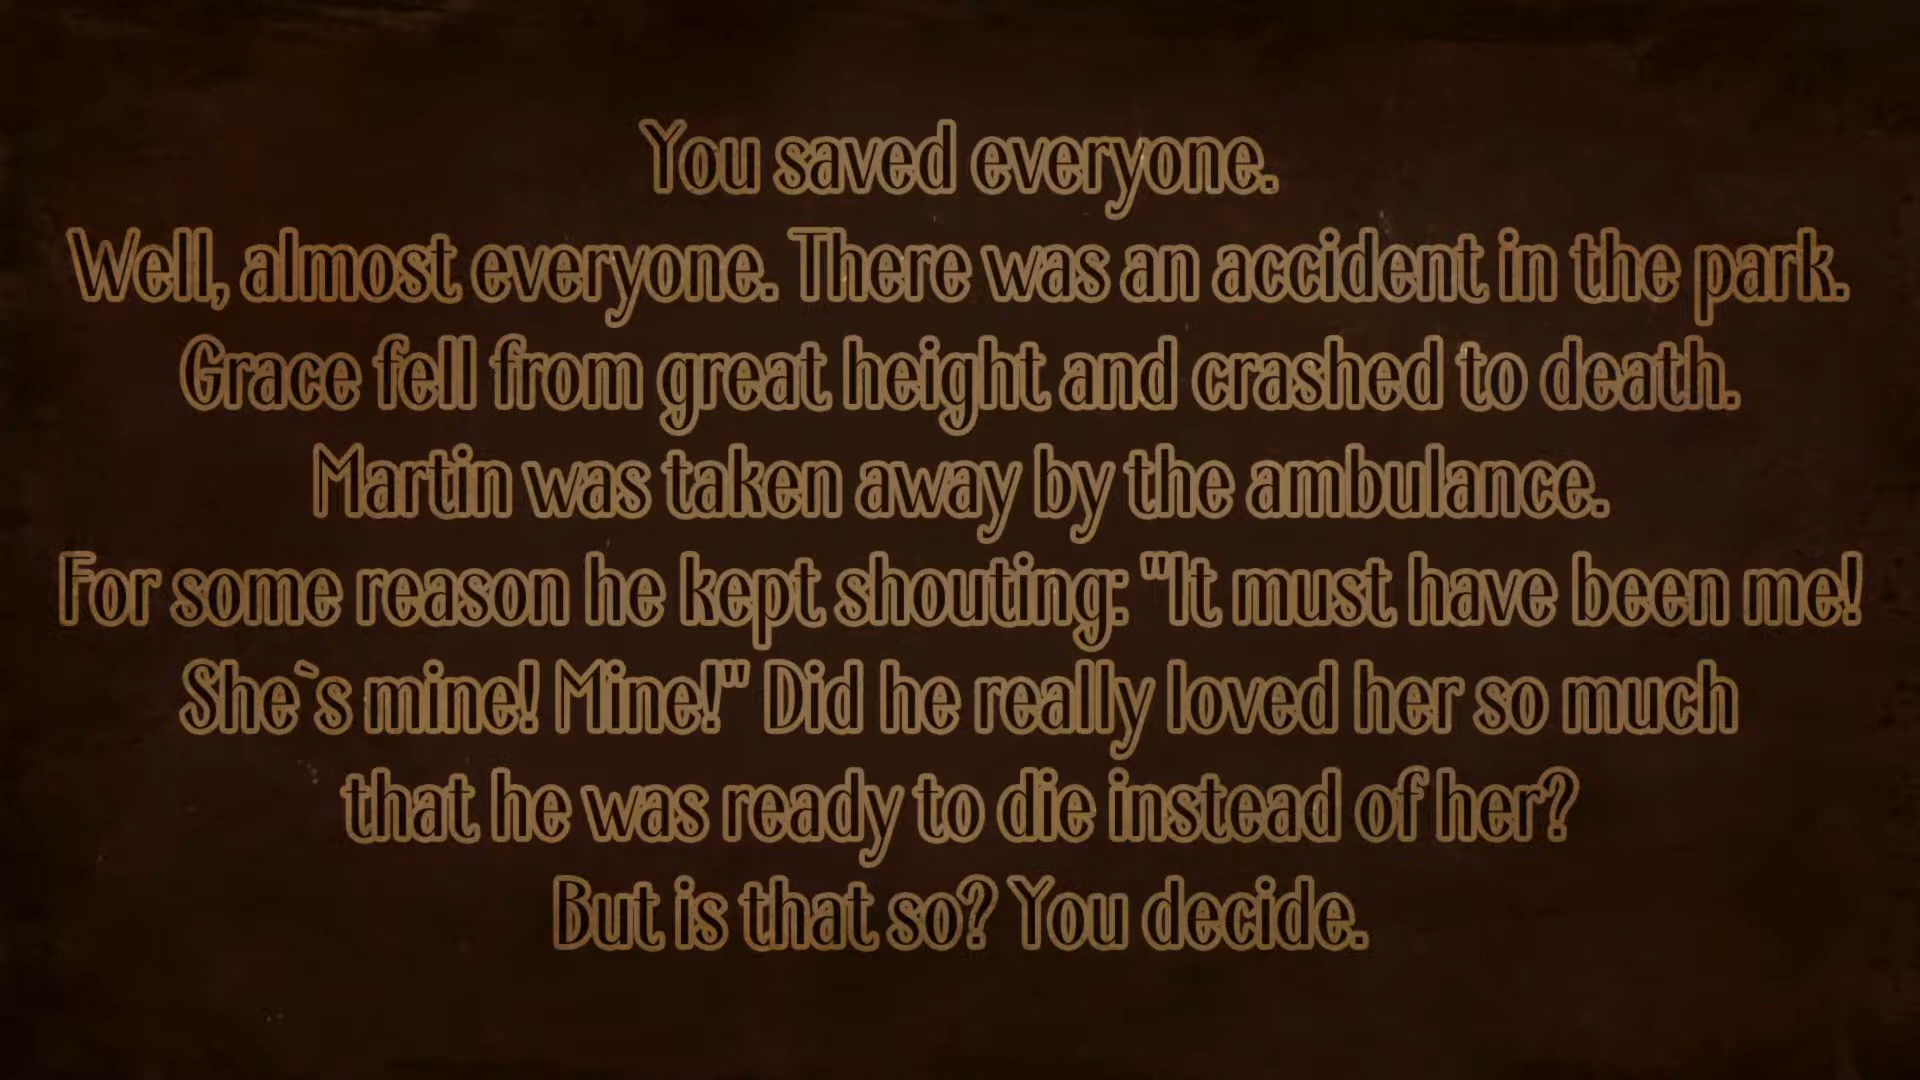 You saved everyone.
Well, almost everyone. There was an accident in the park.
Grace fell from great height and crashed to death.
Martin was taken away by the ambulance.
For some reason he kept shouting: "It must have been me!
She`s mine! Mine!" Did he really loved her so much
that he was ready to die instead of her?
But is that so? You decide.